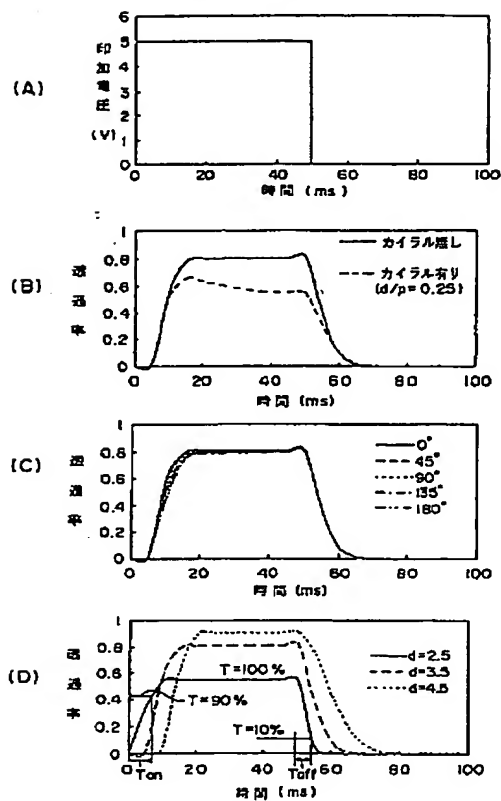 (A)
印加電圧 (V)
6
5
4
3
2
1
0
0 20 40 60 80 100
時間 (ms)
(B)
透過率
1
0.8
0.6
0.4
0.2
0
カイラル無し
カイラル有り
(d/p=0.25)
0 20 40 60 80 100
時間 (ms)
(C)
透過率
1
0.8
0.6
0.4
0.2
0
0°
45°
90°
135°
180°
0 20 40 60 80 100
時間 (ms)
(D)
透過率
1
0.8
0.6
0.4
0.2
0
d=2.5
d=3.5
d=4.5
T=100%
T=90%
T=10%
0 20 40 60 80 100
Ton
Toff
時間 (ms)